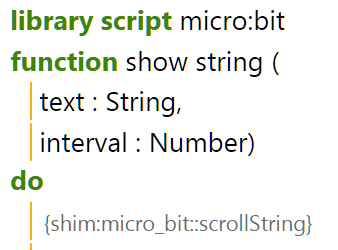 library script micro:bit
function show string (
text : String,
interval : Number)
do
{shim:micro_bit::scrollString}